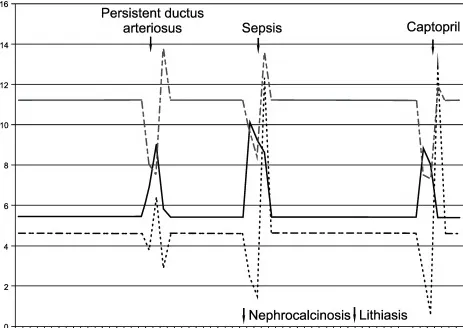 16
Persistent ductus
arteriosus
Sepsis
Captopril
14
12
10
8
6
4
2
Nephrocalcinosis
Lithiasis
0